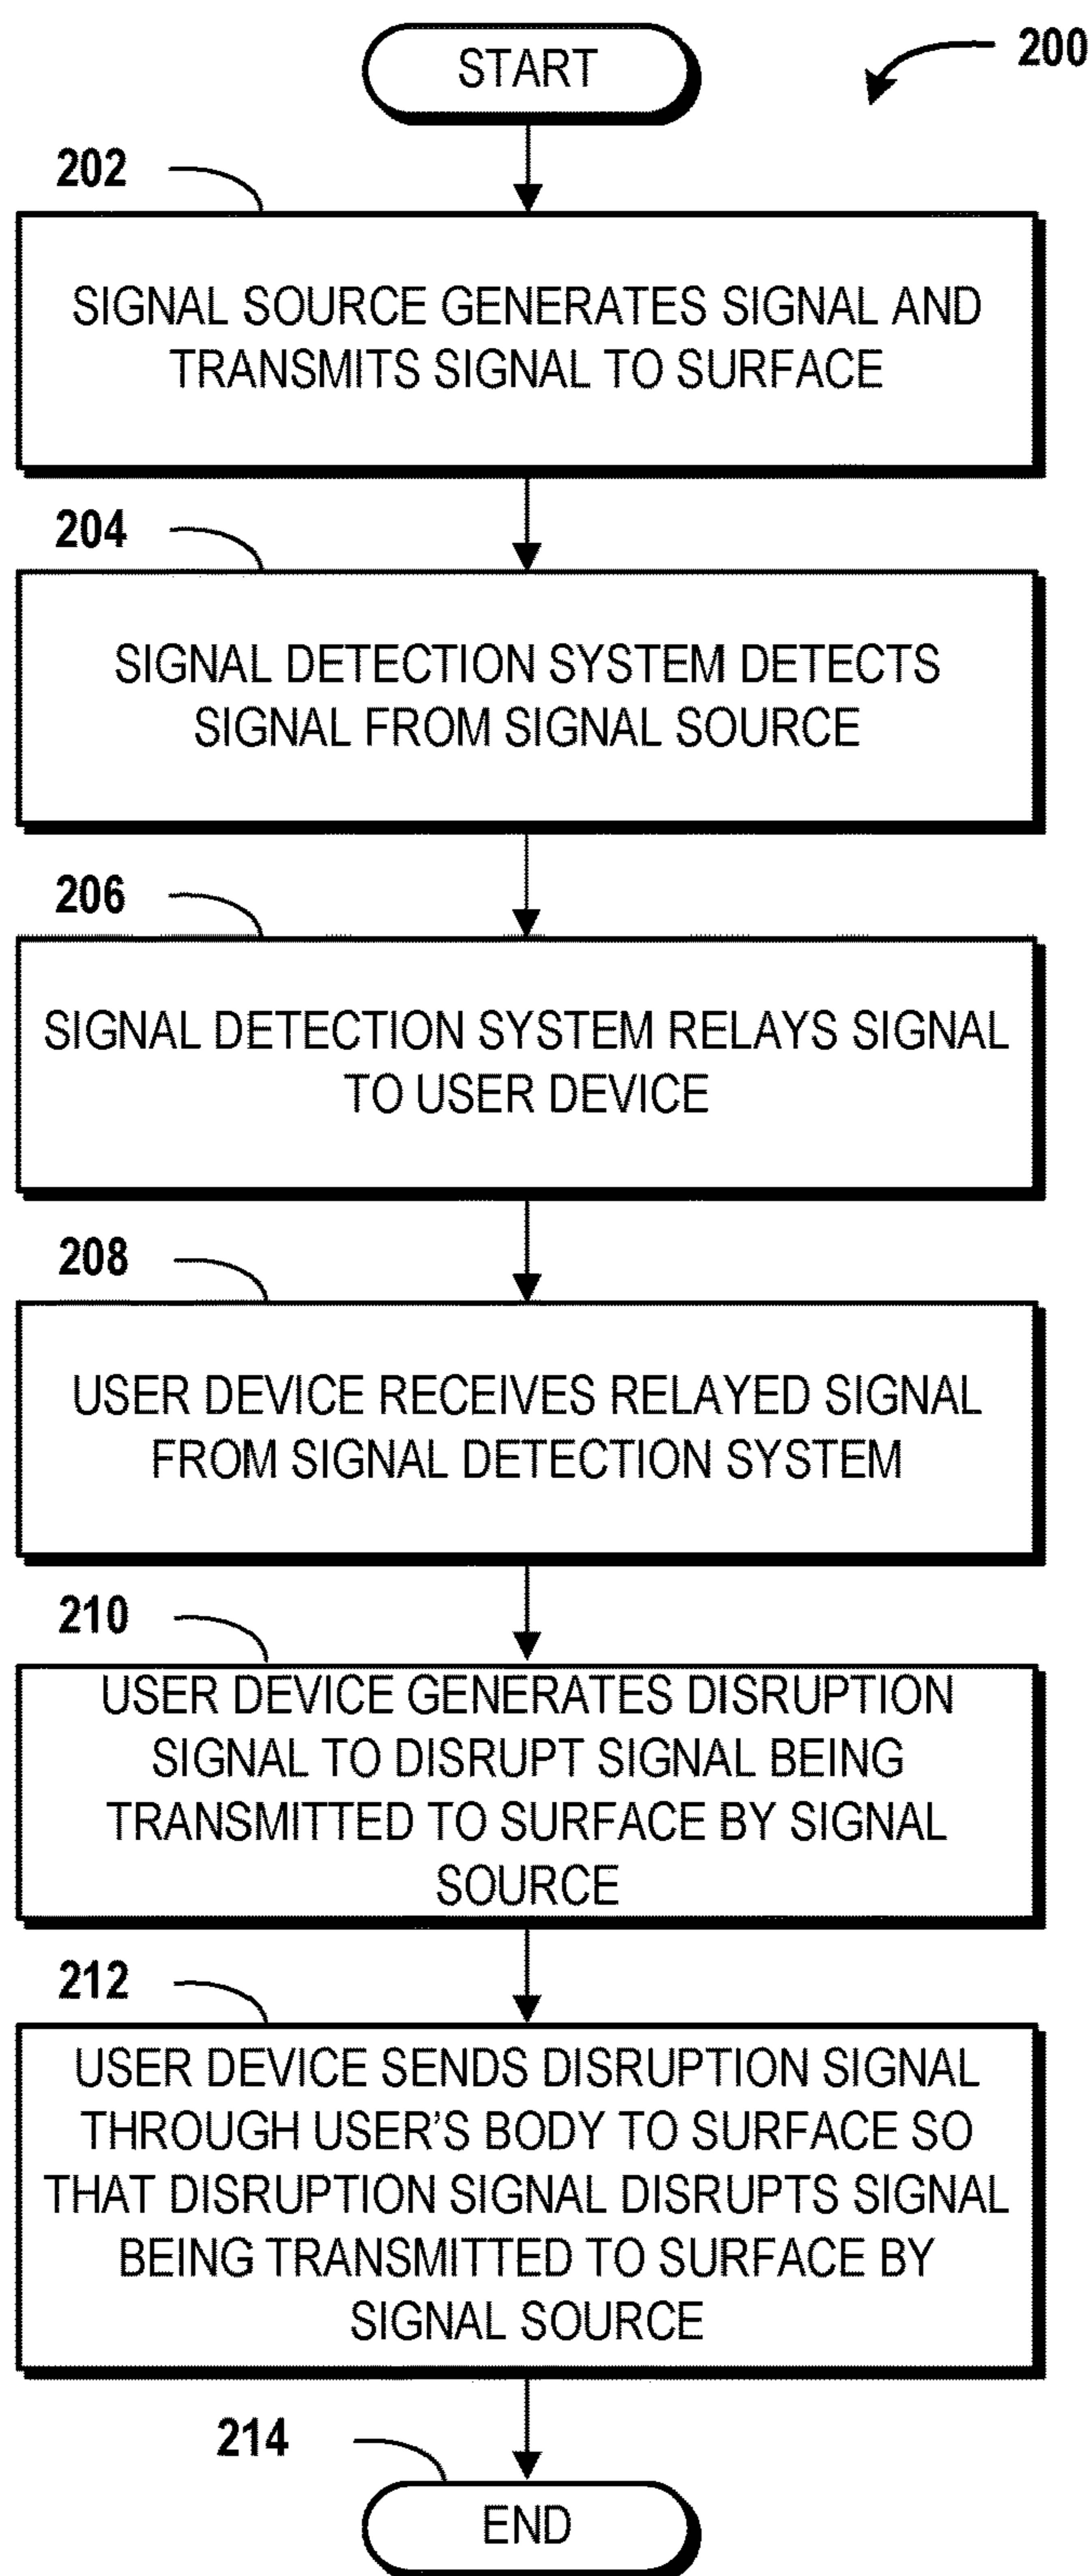 START
200
202
SIGNAL SOURCE GENERATES SIGNAL AND
TRANSMITS SIGNAL TO SURFACE
204
SIGNAL DETECTION SYSTEM DETECTS
SIGNAL FROM SIGNAL SOURCE
206
SIGNAL DETECTION SYSTEM RELAYS SIGNAL
TO USER DEVICE
208
USER DEVICE RECEIVES RELAYED SIGNAL
FROM SIGNAL DETECTION SYSTEM
210
USER DEVICE GENERATES DISRUPTION
SIGNAL TO DISRUPT SIGNAL BEING
TRANSMITTED TO SURFACE BY SIGNAL
SOURCE
212
USER DEVICE SENDS DISRUPTION SIGNAL
THROUGH USER’S BODY TO SURFACE SO
THAT DISRUPTION SIGNAL DISRUPTS SIGNAL
BEING TRANSMITTED TO SURFACE BY
SIGNAL SOURCE
214
END